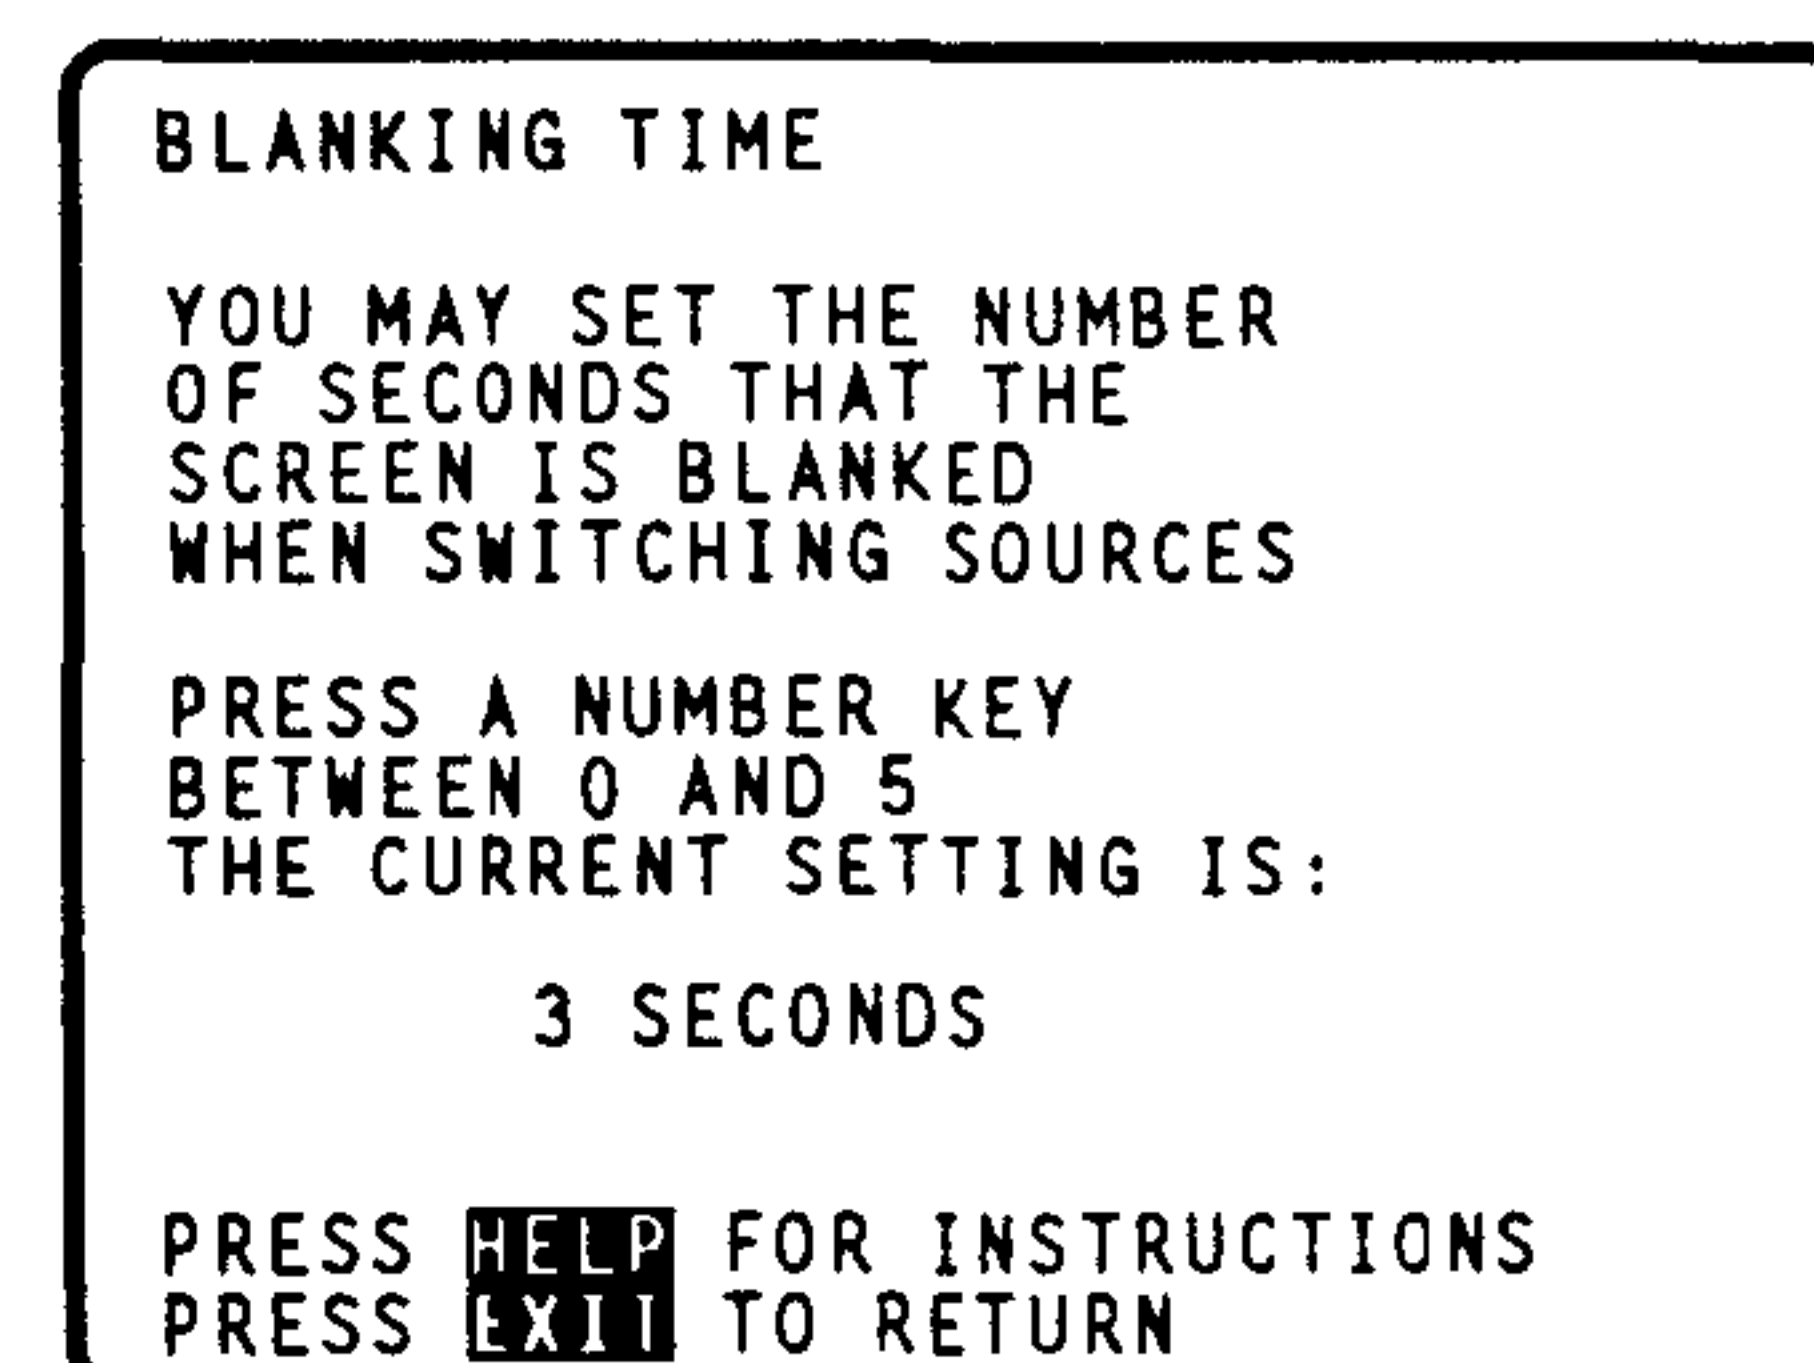 BLANKING TIME
YOU MAY SET THE NUMBER
OF SECONDS THAT THE
SCREEN IS BLANKED
WHEN SWITCHING SOURCES
PRESS A NUMBER KEY
BETWEEN 0 AND 5
THE CURRENT SETTING IS:
3 SECONDS
PRESS HELP FOR INSTRUCTIONS
PRESS EXIT TO RETURN